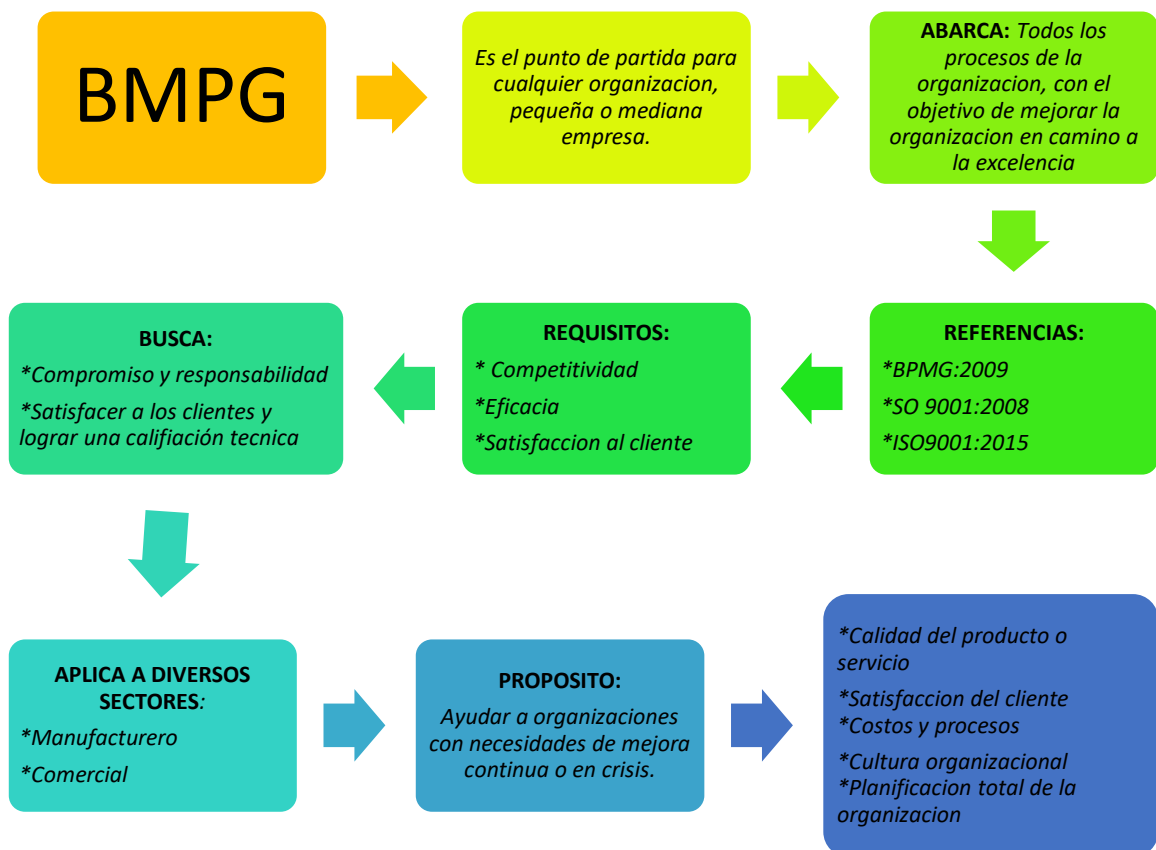 BMPG
Es el punto de partida para
cualquier organizacion,
pequeña o mediana
empresa.
ABARCA: Todos los
procesos de la
organizacion, con el
objetivo de mejorar la
organizacion en camino a
la excelencia
REFERENCIAS:
*BPMG:2009
*SO 9001:2008
*ISO9001:2015
REQUISITOS:
* Competitividad
*Eficacia
*Satisfaccion al cliente
BUSCA:
*Compromiso y responsabilidad
*Satisfacer a los clientes y
lograr una califiación tecnica
APLICA A DIVERSOS
SECTORES:
*Manufacturero
*Comercial
PROPOSITO:
Ayudar a organizaciones
con necesidades de mejora
continua o en crisis.
*Calidad del producto o
servicio
*Satisfaccion del cliente
*Costos y procesos
*Cultura organizacional
*Planificacion total de la
organizacion